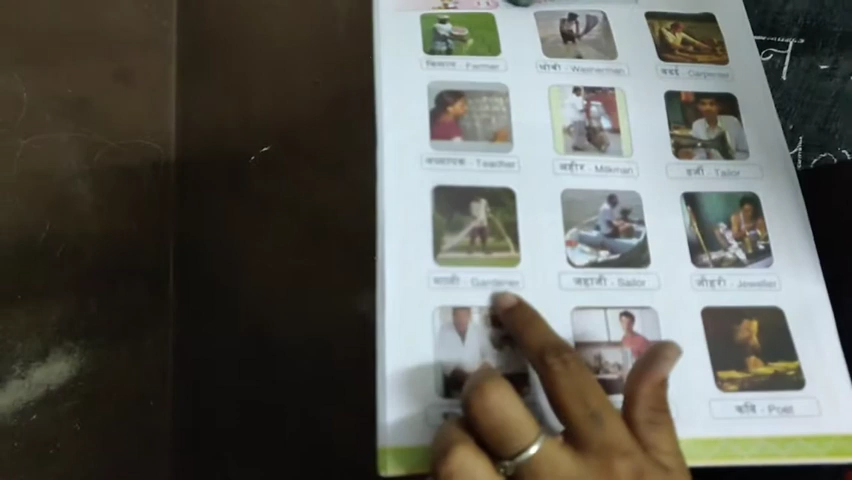 किसान - Farmer
धोबी - Washerman
बढ़ई - Carpenter
अध्यापक - Teacher
अहीर - Milkman
दर्जी - Tailor
माली - Gardener
जहाजी - Sailor
जौहरी - Jeweller
कवि - Poet